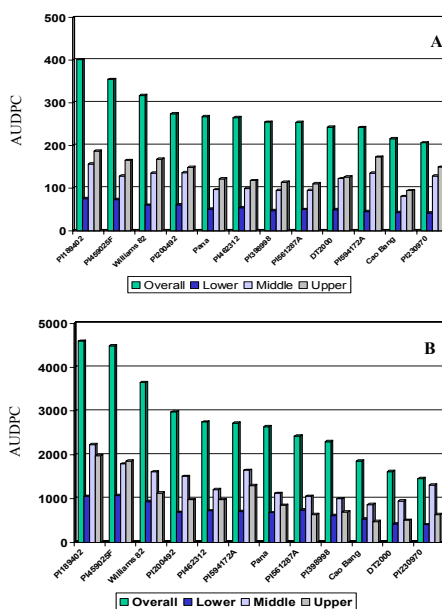 A
AUDPC
500
400
300
200
100
0
PI189402 PI459025F Williams 82 PI200492 Pana PI462312 PI398998 PI561287A DT2000 PI594172A Cao Bang PI230970
Overall Lower Middle Upper
B
AUDPC
5000
4000
3000
2000
1000
0
PI189402 PI459025F Williams 82 PI200492 PI462312 PI594172A Pana PI561287A PI398998 Cao Bang DT2000 PI230970
Overall Lower Middle Upper